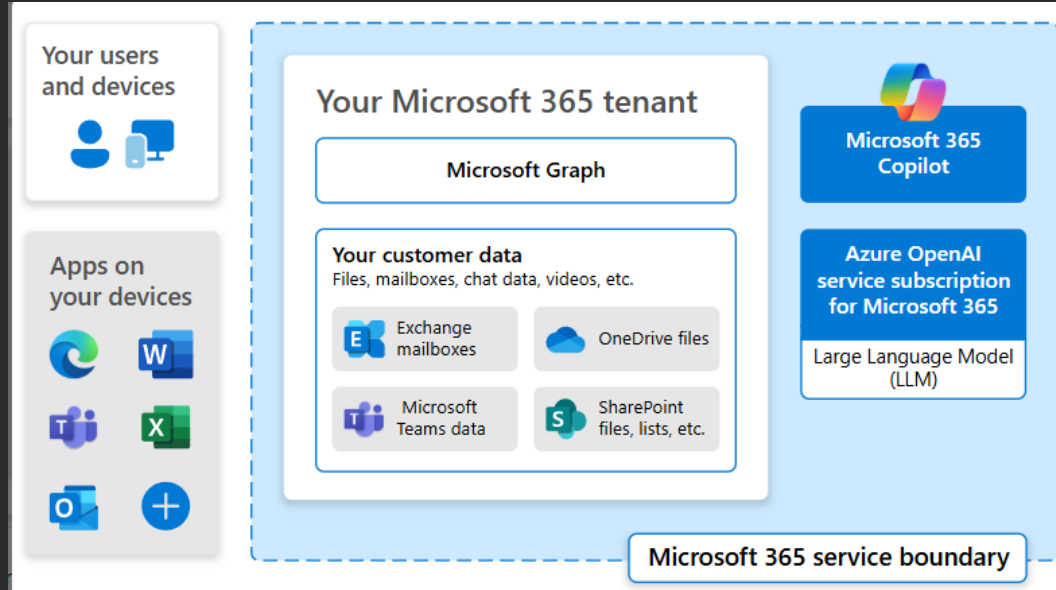 Your users
and devices
Apps on
your devices
W
T
X
O
Your Microsoft 365 tenant
Microsoft Graph
Your customer data
Files, mailboxes, chat data, videos, etc.
E
Exchange
mailboxes
OneDrive files
T
Microsoft
Teams data
S
SharePoint
files, lists, etc.
Microsoft 365
Copilot
Azure OpenAI
service subscription
for Microsoft 365
Large Language Model
(LLM)
Microsoft 365 service boundary